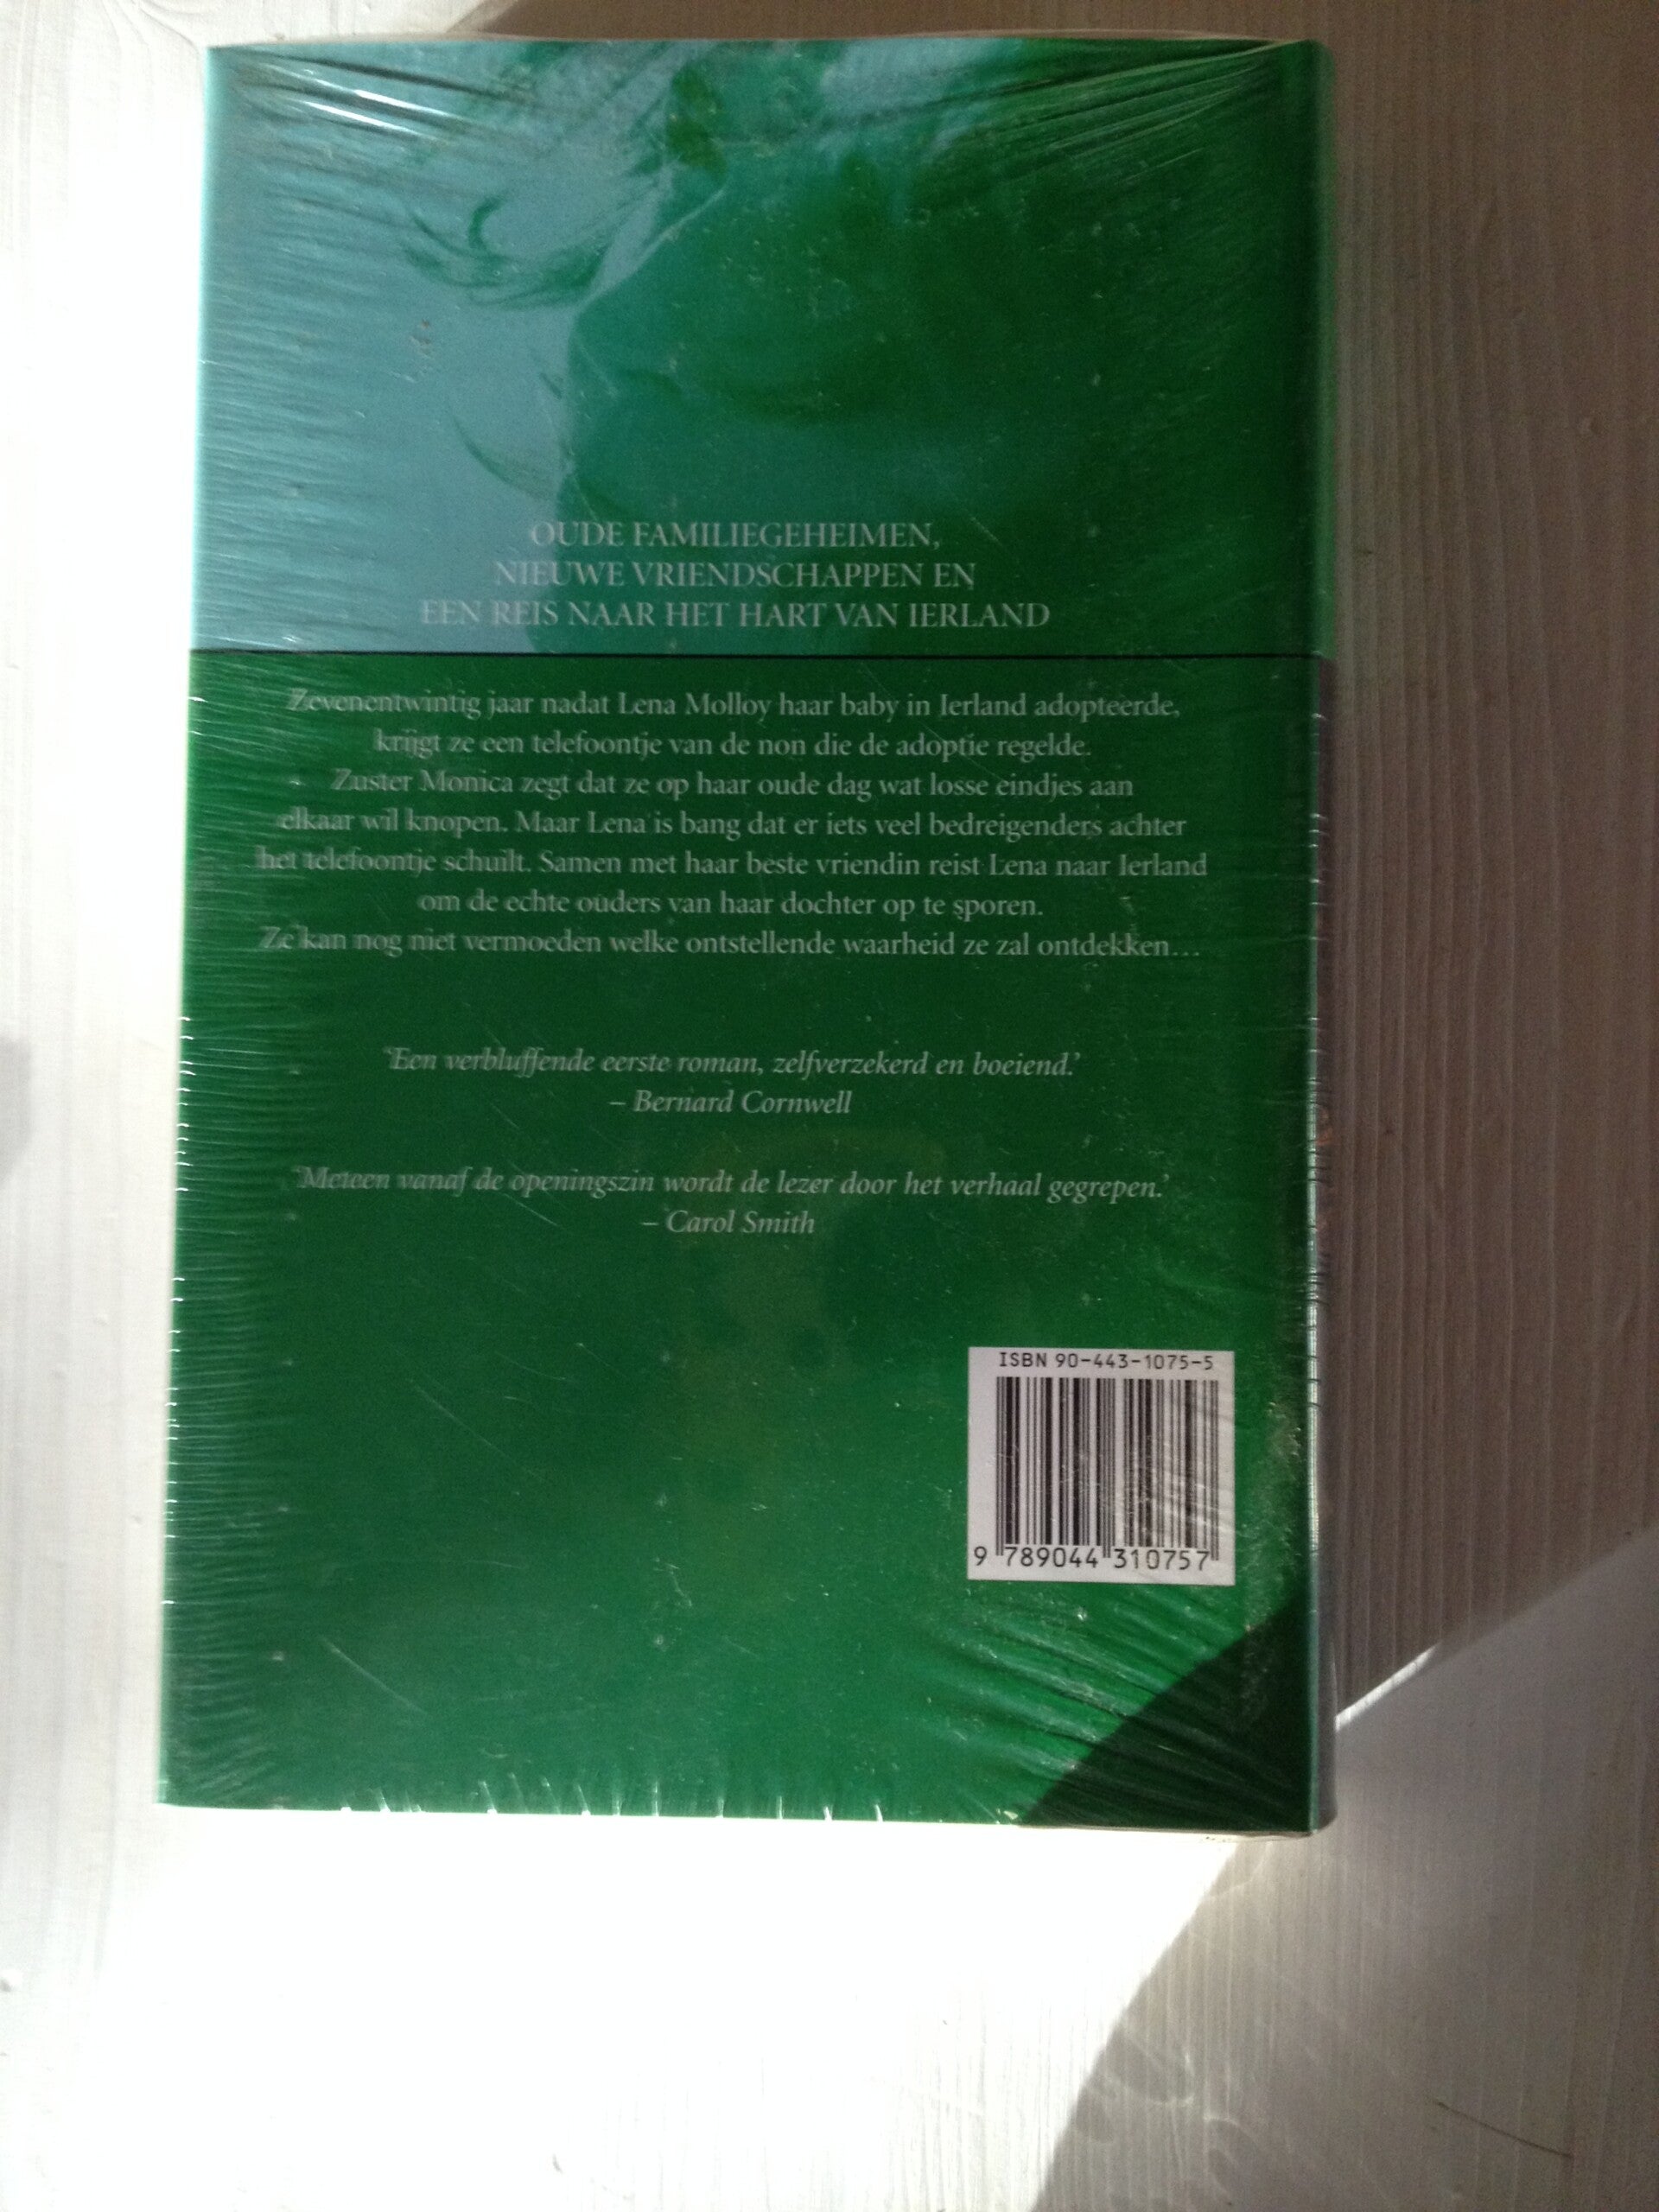 OUDE FAMILIEGEHEIMEN,
NIEUWE VRIENDSCHAPPEN EN
EEN REIS NAAR HET HART VAN IERLAND
Zevenentwintig jaar nadat Lena Molloy haar baby in Ierland adopteerde,
krijgt ze een telefoontje van de non die de adoptie regelde.
Zuster Monica zegt dat ze op haar oude dag wat losse eindjes aan
elkaar wil knopen. Maar Lena is bang dat er iets veel bedreigenders achter
het telefoontje schuilt. Samen met haar beste vriendin reist Lena naar Ierland
om de echte ouders van haar dochter op te sporen.
Ze kan nog niet vermoeden welke ontstellende waarheid ze zal ontdekken...
‘Een verbluffende eerste roman, zelfverzekerd en boeiend.’
– Bernard Cornwell
‘Meteen vanaf de openingszin wordt de lezer door het verhaal gegrepen.’
– Carol Smith
ISBN 90-443-1075-5
9 789044 310757